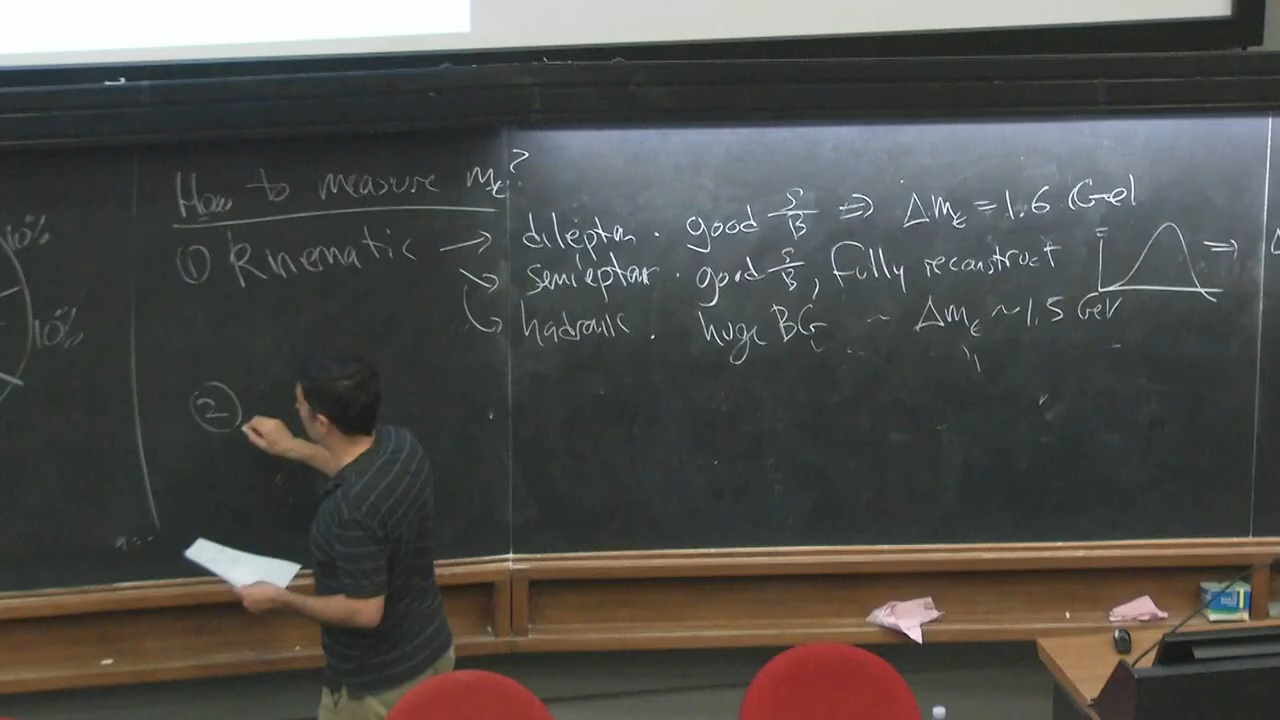 10%
10%
How to measure m_t?
① Kinematic → dilepton . good S/B ⇒ Δm_t = 1.6 GeV
↘ semileptonic . good S/B, Fully reconstruct ⇒
↘ hadronic . huge BG ~ Δm_t ~ 1.5 GeV
②